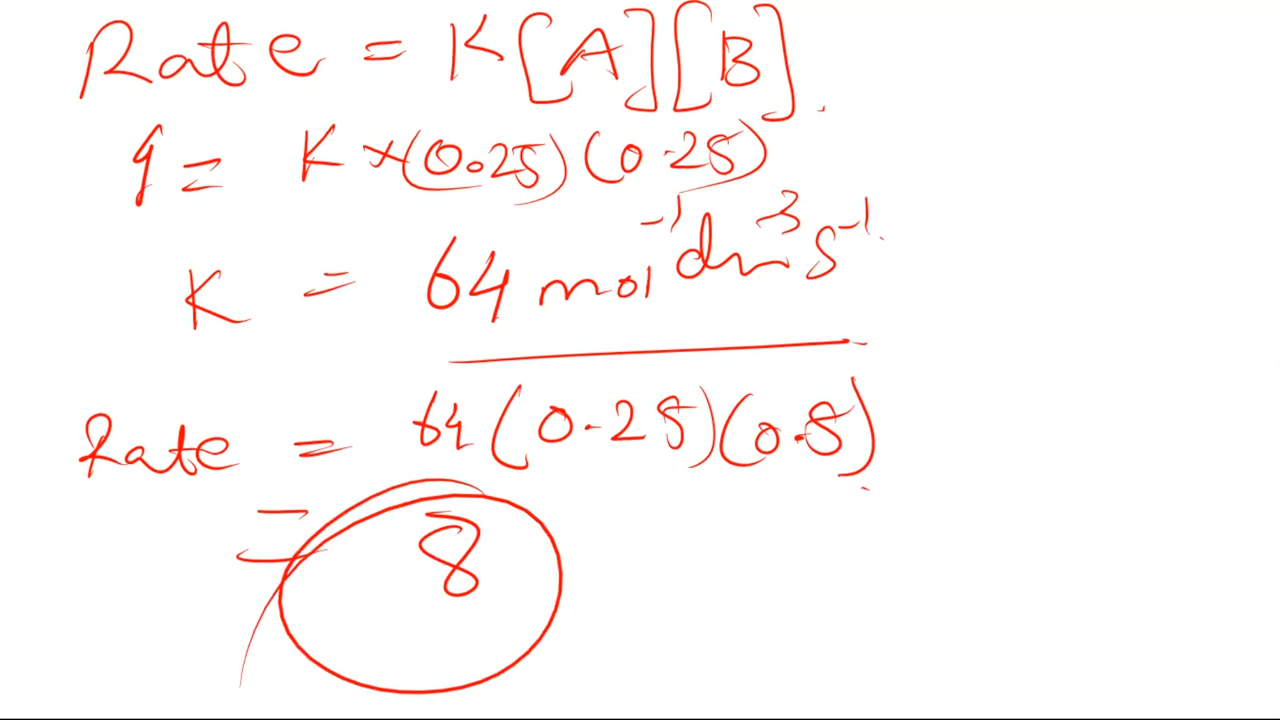 Rate = K[A][B].
4 = K × (0.25)(0.25)
K = 64 mol⁻¹ dm³ s⁻¹.
Rate = 64(0.25)(0.5).
= 8